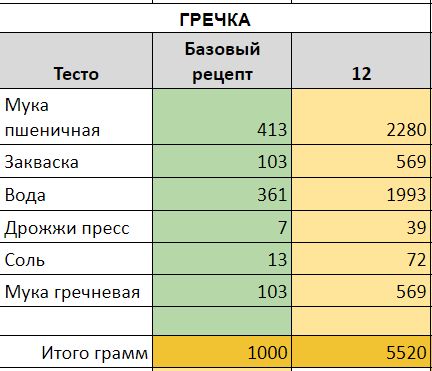 ГРЕЧКА
Тесто Базовый рецепт 12
Мука пшеничная 413 2280
Закваска 103 569
Вода 361 1993
Дрожжи пресс 7 39
Соль 13 72
Мука гречневая 103 569
Итого грамм 1000 5520